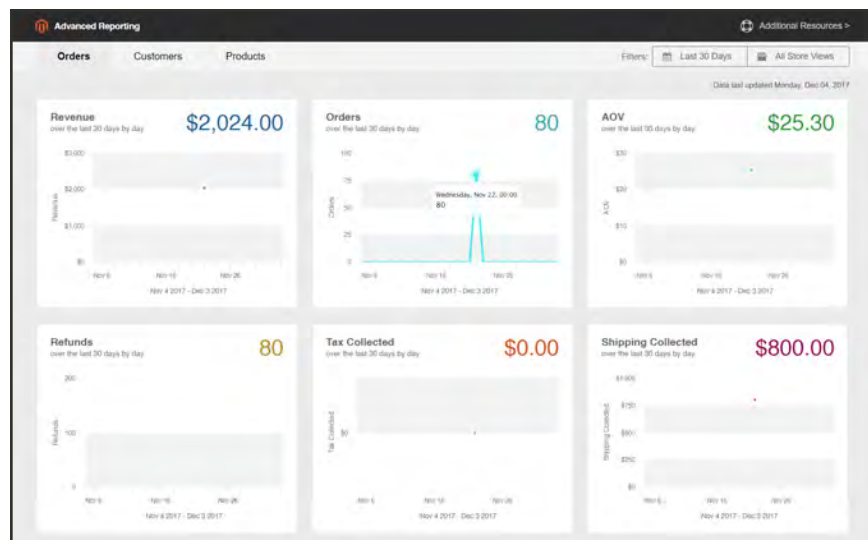 Advanced Reporting
Additional Resources >
Orders Customers Products
Filters: Last 30 Days All Store Views
Data last updated Monday, Dec 04, 2017
Revenue
over the last 30 days by day
$2,024.00
$3,000
$2,000
$1,000
$0
Revenue
Nov 6 Nov 16 Nov 26
Nov 4 2017 - Dec 3 2017
Orders
over the last 30 days by day
80
100
75
50
25
0
Orders
Wednesday, Nov 22, 00:00
80
Nov 6 Nov 16 Nov 26
Nov 4 2017 - Dec 3 2017
AOV
over the last 30 days by day
$25.30
$30
$20
$10
$0
AOV
Nov 6 Nov 16 Nov 26
Nov 4 2017 - Dec 3 2017
Refunds
over the last 30 days by day
80
200
100
0
Refunds
Nov 6 Nov 16 Nov 26
Nov 4 2017 - Dec 3 2017
Tax Collected
over the last 30 days by day
$0.00
$0
Tax Collected
Nov 6 Nov 16 Nov 26
Nov 4 2017 - Dec 3 2017
Shipping Collected
over the last 30 days by day
$800.00
$1,000
$750
$500
$250
$0
Shipping Collected
Nov 6 Nov 16 Nov 26
Nov 4 2017 - Dec 3 2017